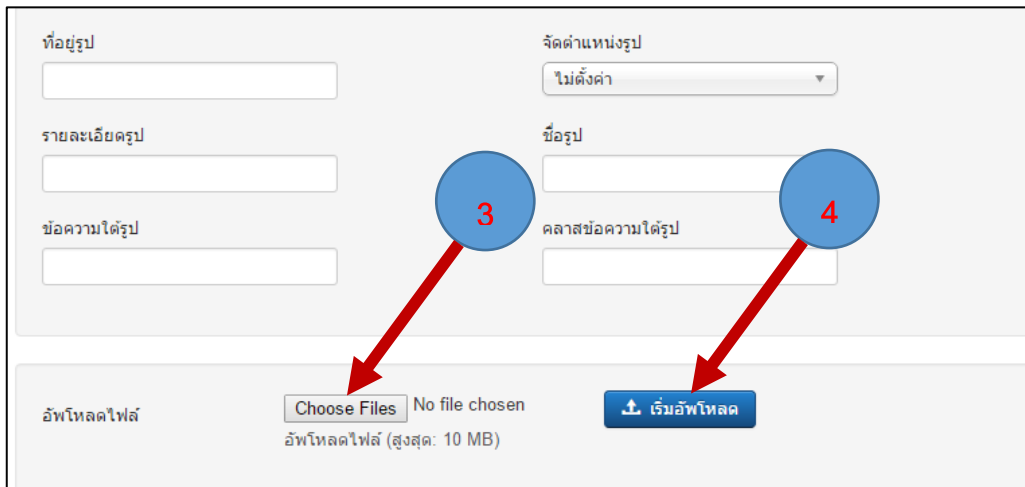 ที่อยู่รูป
จัดตำแหน่งรูป
ไม่ตั้งค่า
รายละเอียดรูป
ชื่อรูป
3
4
ข้อความใต้รูป
คลาสข้อความใต้รูป
อัพโหลดไฟล์
Choose Files No file chosen
เริ่มอัพโหลด
อัพโหลดไฟล์ (สูงสุด: 10 MB)